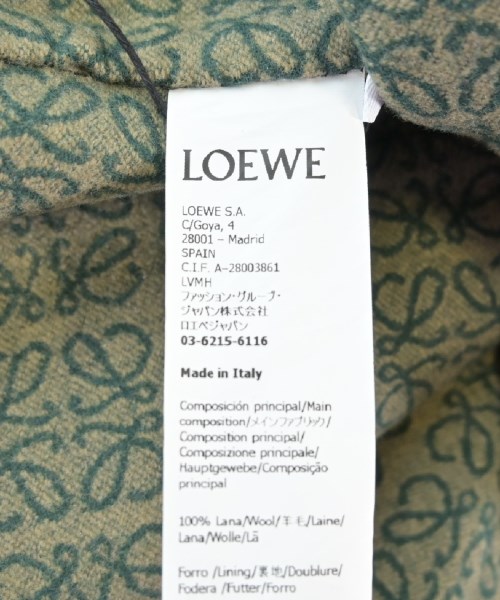 LOEWE
LOEWE S.A.
C/Goya, 4
28001 – Madrid
SPAIN
C.I.F. A-28003861
LVMH
ファッション・グループ・
ジャパン株式会社
ロエベジャパン
03-6215-6116
Made in Italy
Composición principal/Main
composition/メインファブリック/
Composition principal/
Composizione principale/
Hauptgewebe/Composição
principal
100% Lana/Wool/羊毛/Laine/
Lana/Wolle/Lã
Forro /Lining/裏地/Doublure/
Fodera /Futter/Forro